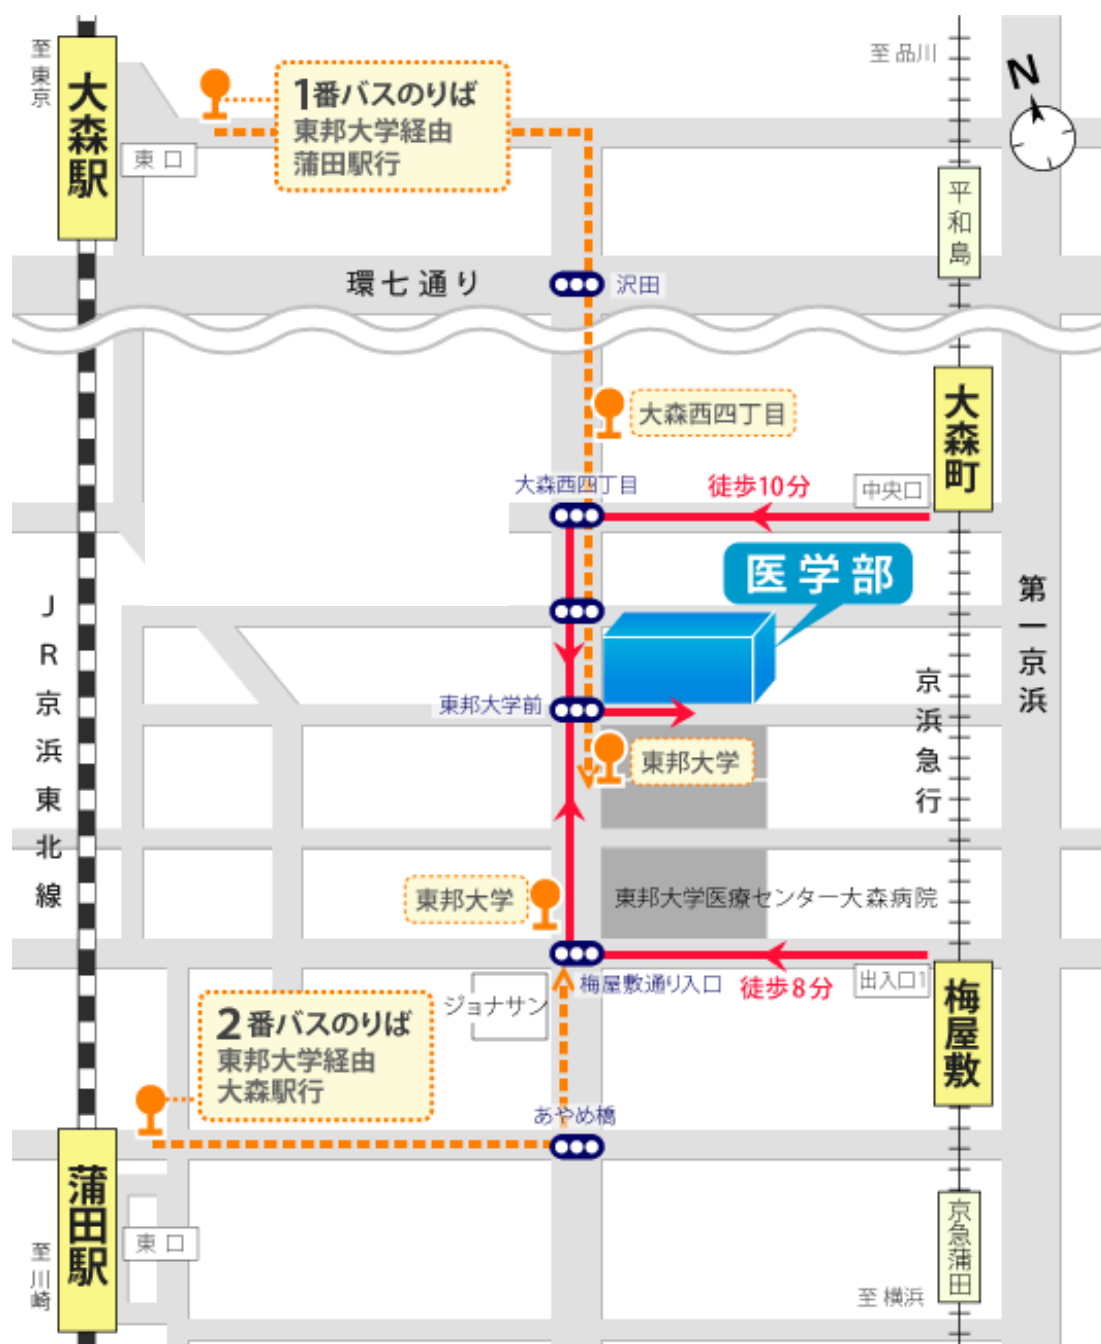 至東京
大森駅
東口
1番バスのりば
東邦大学経由
蒲田駅行
至品川
N
平和島
環七通り
沢田
大森西四丁目
大森町
大森西四丁目
徒歩10分
中央口
医学部
JR京浜東北線
第一京浜
京浜急行
東邦大学前
東邦大学
東邦大学
東邦大学医療センター大森病院
梅屋敷通り入口
徒歩8分
出入口1
梅屋敷
ジョナサン
2番バスのりば
東邦大学経由
大森駅行
あやめ橋
蒲田駅
東口
至川崎
京急蒲田
至横浜